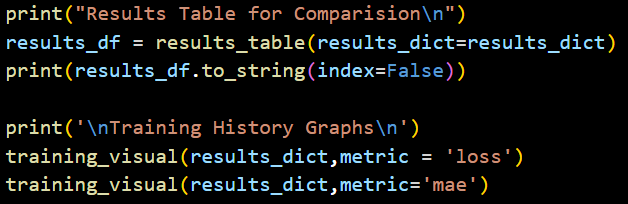 print("Results Table for Comparision\n")
results_df = results_table(results_dict=results_dict)
print(results_df.to_string(index=False))
print('\nTraining History Graphs\n')
training_visual(results_dict,metric = 'loss')
training_visual(results_dict,metric='mae')